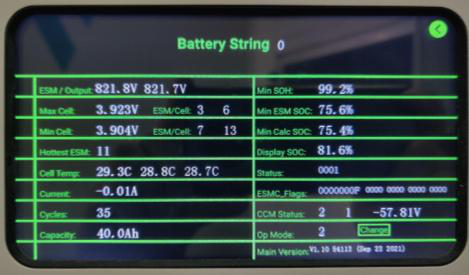 Battery String 0
ESM / Output: 821.8V 821.7V
Min SOH: 99.2%
Max Cell: 3.923V ESM/Cell: 3 6
Min ESM SOC: 75.6%
Min Cell: 3.904V ESM/Cell: 7 13
Min Calc SOC: 75.4%
Hottest ESM: 11
Display SOC: 81.6%
Cell Temp: 29.3C 28.8C 28.7C
Status: 0001
Current: -0.01A
ESMC_Flags: 0000000F 0000 0000 0000 0000
Cycles: 35
CCM Status: 2 1 -57.81V
Capacity: 40.0Ah
Op Mode: 2 Change
Main Version: V1.10 54112 (Sep 23 2021)